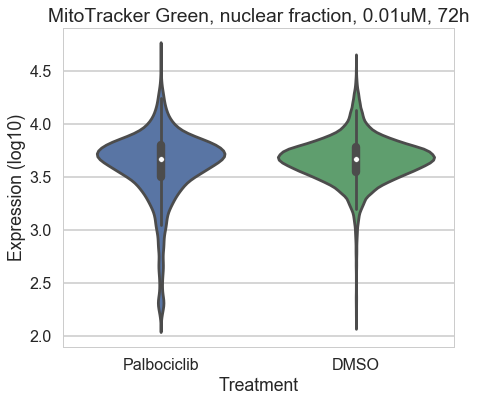 MitoTracker Green, nuclear fraction, 0.01uM, 72h
Expression (log10)
4.5
4.0
3.5
3.0
2.5
2.0
Palbociclib DMSO
Treatment